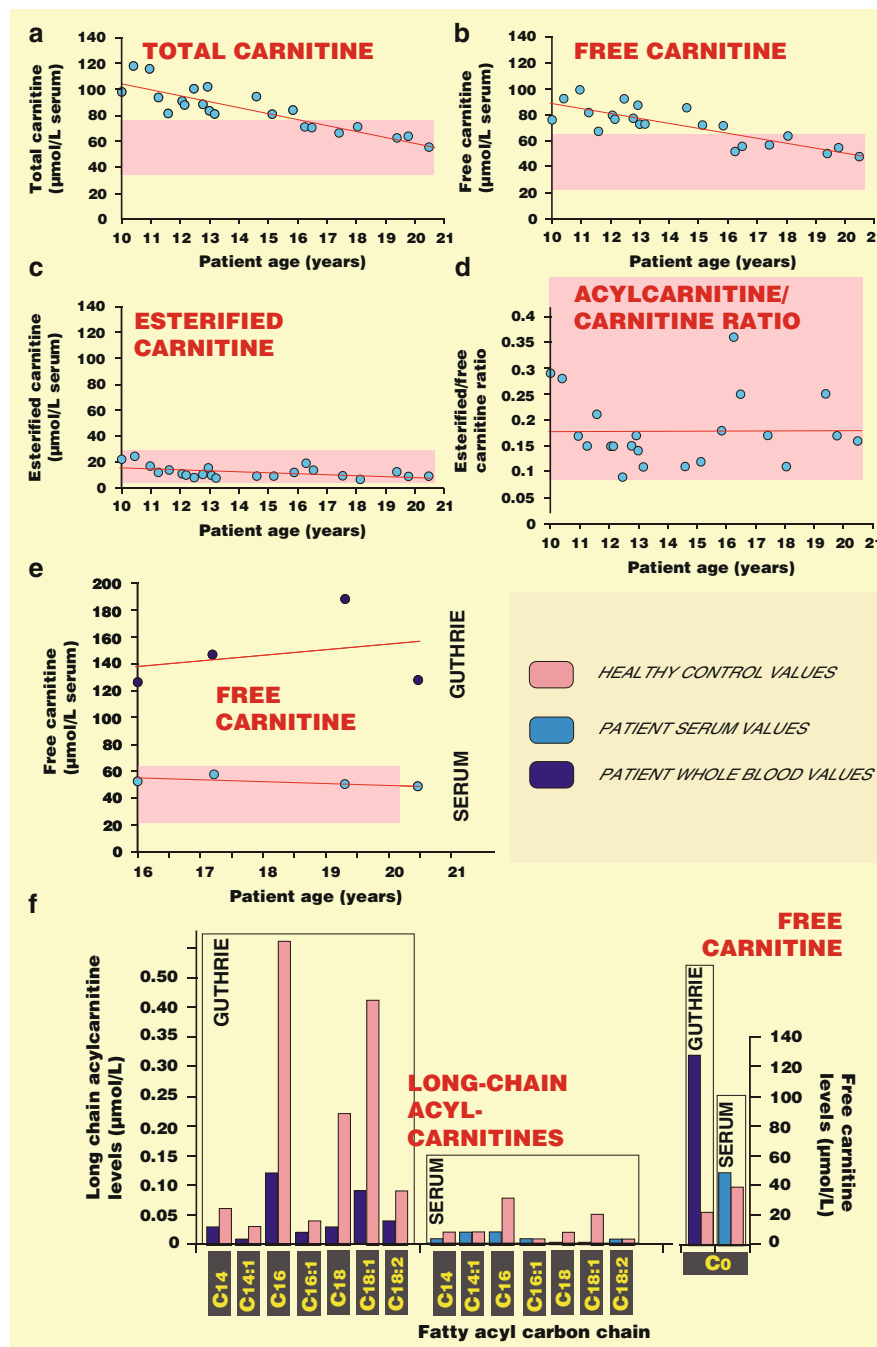 a
TOTAL CARNITINE
Total carnitine
(µmol/L serum)
140
120
100
80
60
40
20
0
10 11 12 13 14 15 16 17 18 19 20 21
Patient age (years)
b
FREE CARNITINE
Free carnitine
(µmol/L serum)
140
120
100
80
60
40
20
0
10 11 12 13 14 15 16 17 18 19 20 21
Patient age (years)
c
ESTERIFIED
CARNITINE
Esterified carnitine
(µmol/L serum)
140
120
100
80
60
40
20
0
10 11 12 13 14 15 16 17 18 19 20 21
Patient age (years)
d
ACYLCARNITINE/
CARNITINE RATIO
Esterified/free
carnitine ratio
0.4
0.35
0.3
0.25
0.2
0.15
0.1
0.05
0
10 11 12 13 14 15 16 17 18 19 20 21
Patient age (years)
e
FREE
CARNITINE
Free carnitine
(µmol/L serum)
200
180
160
140
120
100
80
60
40
20
0
GUTHRIE
SERUM
16 17 18 19 20 21
Patient age (years)
HEALTHY CONTROL VALUES
PATIENT SERUM VALUES
PATIENT WHOLE BLOOD VALUES
f
Long chain acylcarnitine
levels (µmol/L)
0.50
0.40
0.35
0.30
0.25
0.20
0.15
0.10
0.05
0
GUTHRIE
LONG-CHAIN
ACYL-
CARNITINES
SERUM
C14 C14:1 C16 C16:1 C18 C18:1 C18:2
C14 C14:1 C16 C16:1 C18 C18:1 C18:2
Fatty acyl carbon chain
FREE
CARNITINE
GUTHRIE
SERUM
140
120
100
80
60
40
20
0
Free carnitine
levels (µmol/L)
C0